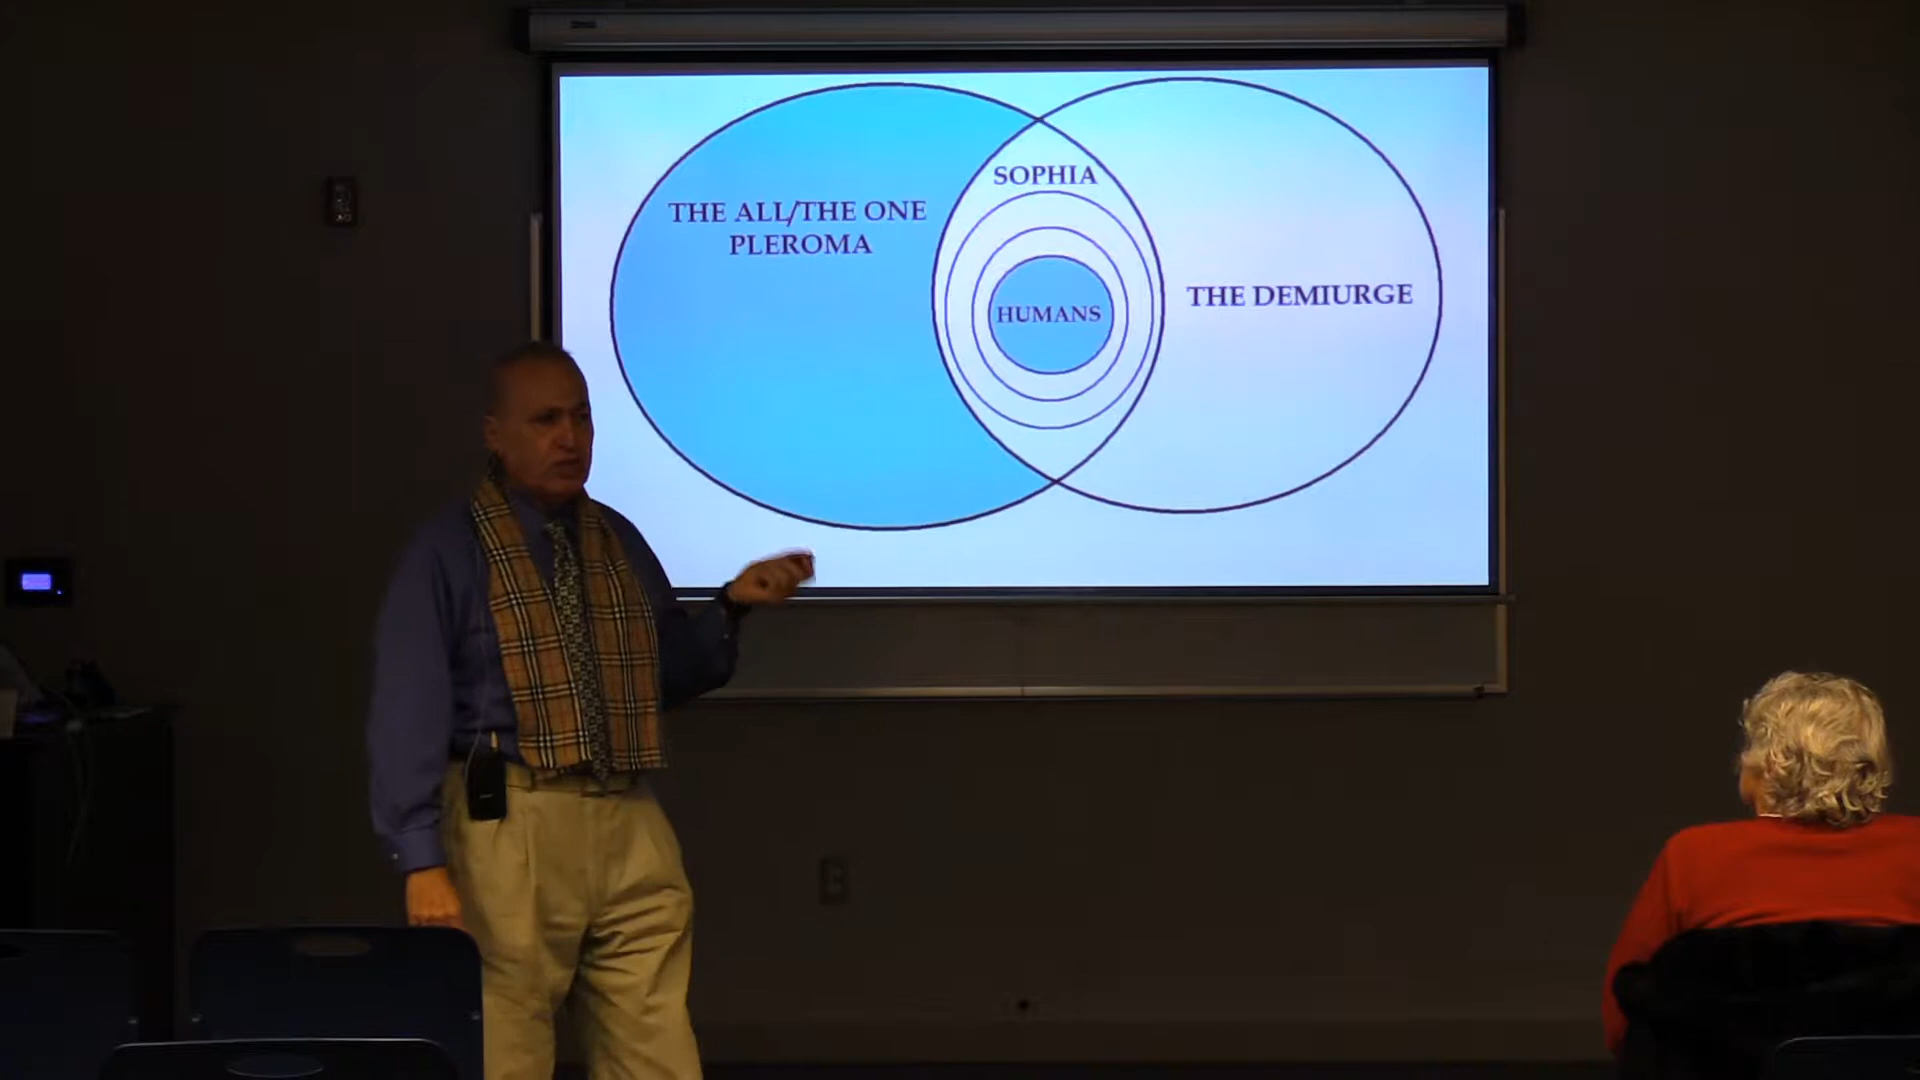 SOPHIA
THE ALL/THE ONE
PLEROMA
THE DEMIURGE
HUMANS